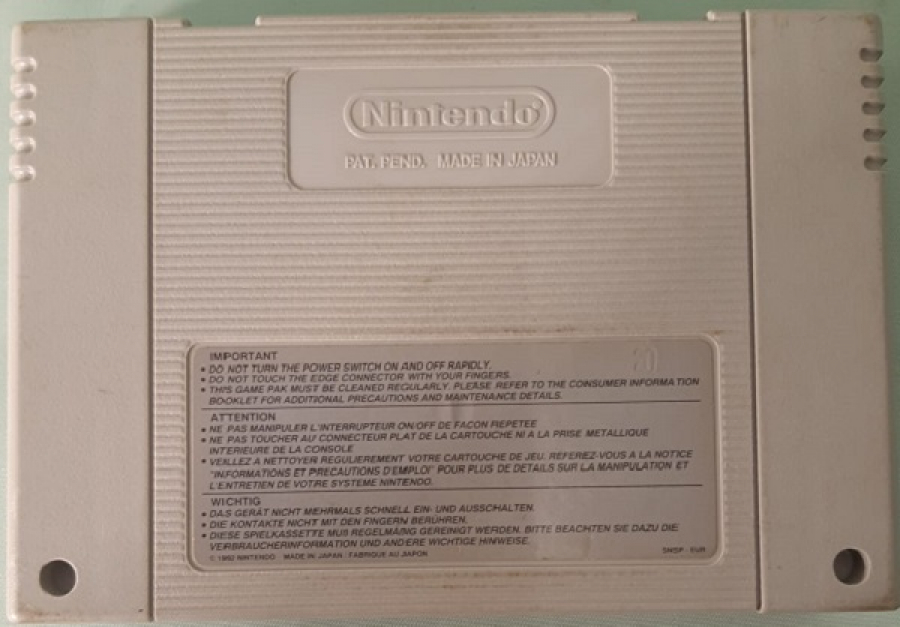 Nintendo®
PAT. PEND. MADE IN JAPAN
20
IMPORTANT
• DO NOT TURN THE POWER SWITCH ON AND OFF RAPIDLY.
• DO NOT TOUCH THE EDGE CONNECTOR WITH YOUR FINGERS.
• THIS GAME PAK MUST BE CLEANED REGULARLY. PLEASE REFER TO THE CONSUMER INFORMATION
BOOKLET FOR ADDITIONAL PRECAUTIONS AND MAINTENANCE DETAILS.
ATTENTION
• NE PAS MANIPULER L'INTERRUPTEUR ON/OFF DE FACON REPETEE
• NE PAS TOUCHER AU CONNECTEUR PLAT DE LA CARTOUCHE NI A LA PRISE METALLIQUE
INTERIEURE DE LA CONSOLE
• VEILLEZ A NETTOYER REGULIEREMENT VOTRE CARTOUCHE DE JEU. REFEREZ-VOUS A LA NOTICE
"INFORMATIONS ET PRECAUTIONS D'EMPLOI" POUR PLUS DE DETAILS SUR LA MANIPULATION ET
L'ENTRETIEN DE VOTRE SYSTEME NINTENDO.
WICHTIG
• DAS GERÄT NICHT MEHRMALS SCHNELL EIN- UND AUSSCHALTEN.
• DIE KONTAKTE NICHT MIT DEN FINGERN BERÜHREN.
• DIESE SPIELKASSETTE MUß REGELMÄßIG GEREINIGT WERDEN. BITTE BEACHTEN SIE DAZU DIE
VERBRAUCHERINFORMATION UND ANDERE WICHTIGE HINWEISE.
© 1992 NINTENDO MADE IN JAPAN / FABRIQUE AU JAPON
SNSP - EUR